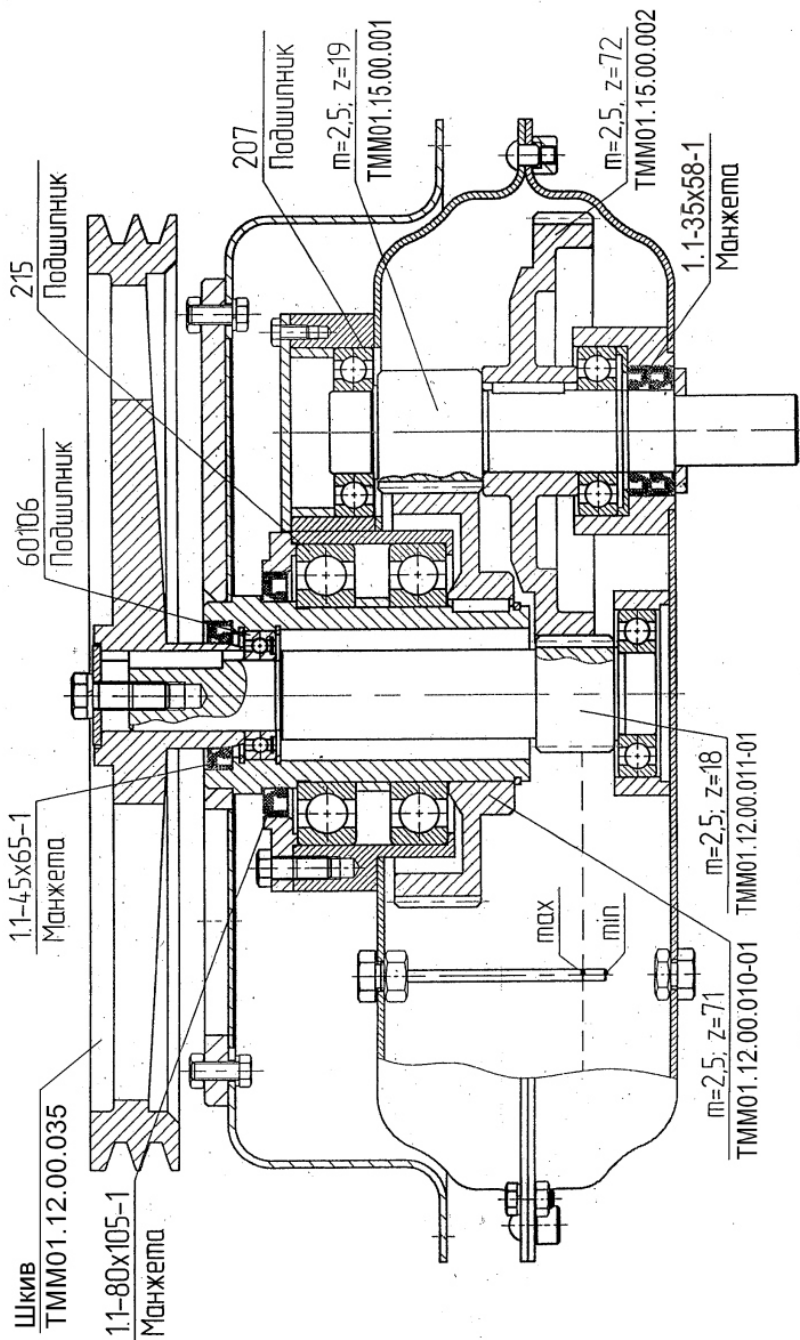 Шкив
ТММ01.12.00.035
1.1-80х105-1
Манжета
1.1-45х65-1
Манжета
60106
Подшипник
215
Подшипник
207
Подшипник
m=2,5; z=19
ТММ01.15.00.001
m=2,5, z=72
ТММ01.15.00.002
1.1-35х58-1
Манжета
max
min
m=2,5; z=18
ТММ01.12.00.011-01
m=2,5; z=71
ТММ01.12.00.010-01